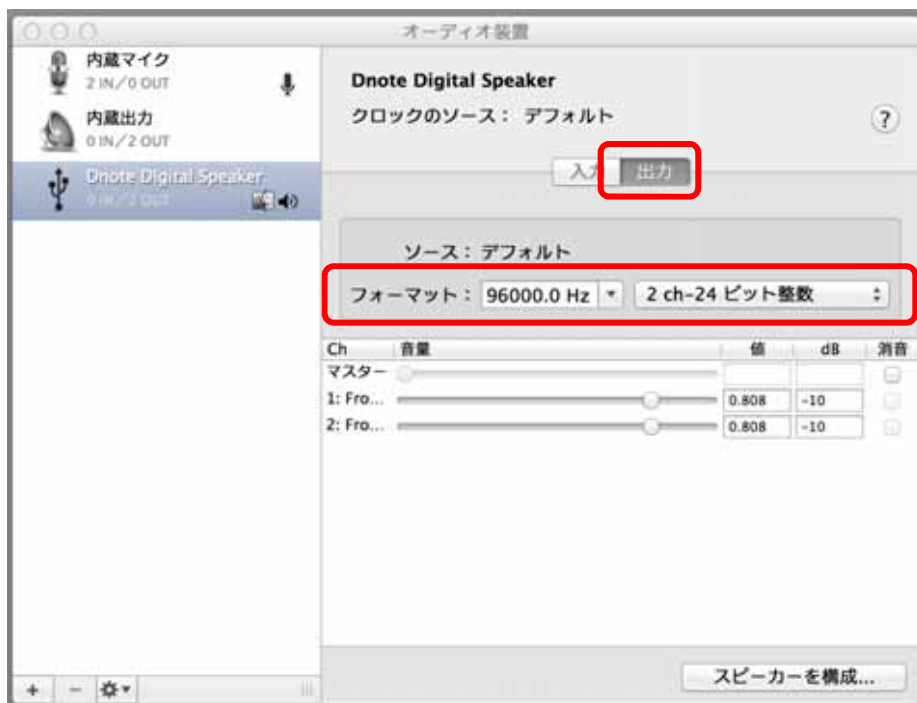 オーディオ装置
内蔵マイク
2 IN/0 OUT
内蔵出力
0 IN/2 OUT
Dnote Digital Speaker
0 IN/2 OUT
Dnote Digital Speaker
クロックのソース： デフォルト
?
入力 出力
ソース： デフォルト
フォーマット： 96000.0 Hz 2 ch-24 ビット整数
Ch 音量 値 dB 消音
マスター
1: Fro... 0.808 -10
2: Fro... 0.808 -10
スピーカーを構成...